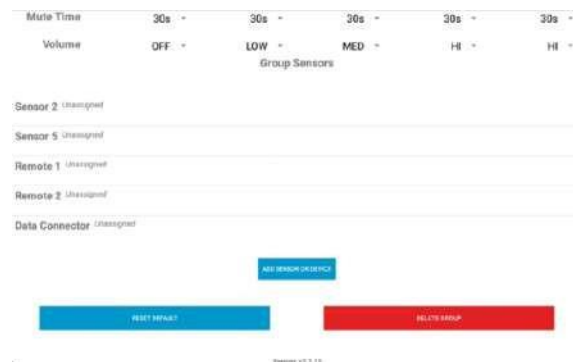 Mute Time 30s 30s 30s 30s 30s
Volume OFF LOW MED HI HI
Group Sensors
Sensor 2 Unassigned
Sensor 5 Unassigned
Remote 1 Unassigned
Remote 2 Unassigned
Data Connector Unassigned
ADD SENSOR OR DEVICE
RESET DEFAULT DELETE GROUP
Version